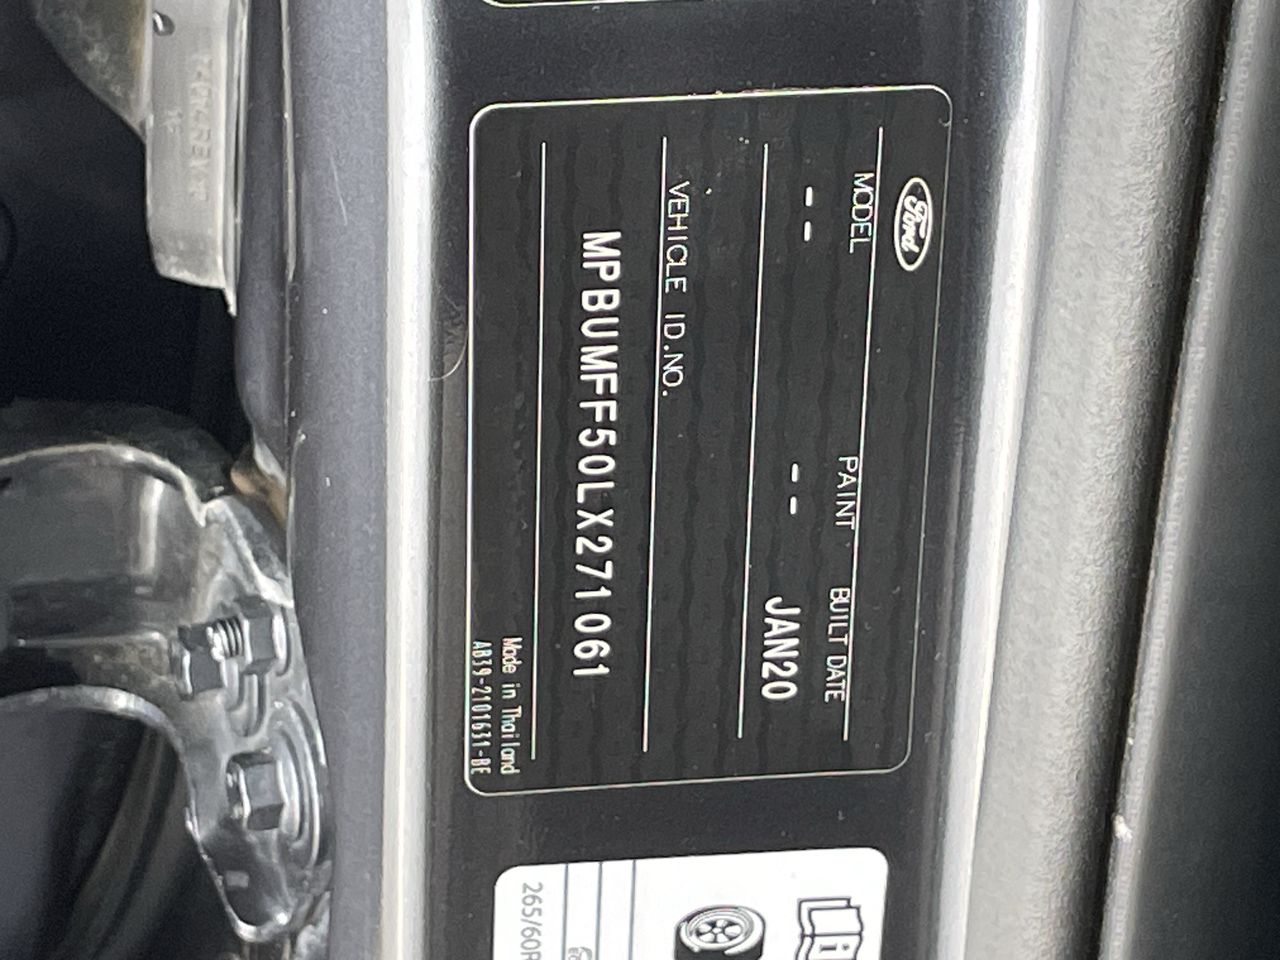 Ford
MODEL PAINT BUILT DATE
-- -- JAN20
VEHICLE ID.NO.
MPBUMFF50LX271061
Made in Thailand
AB39-2101631-BE
265/60R